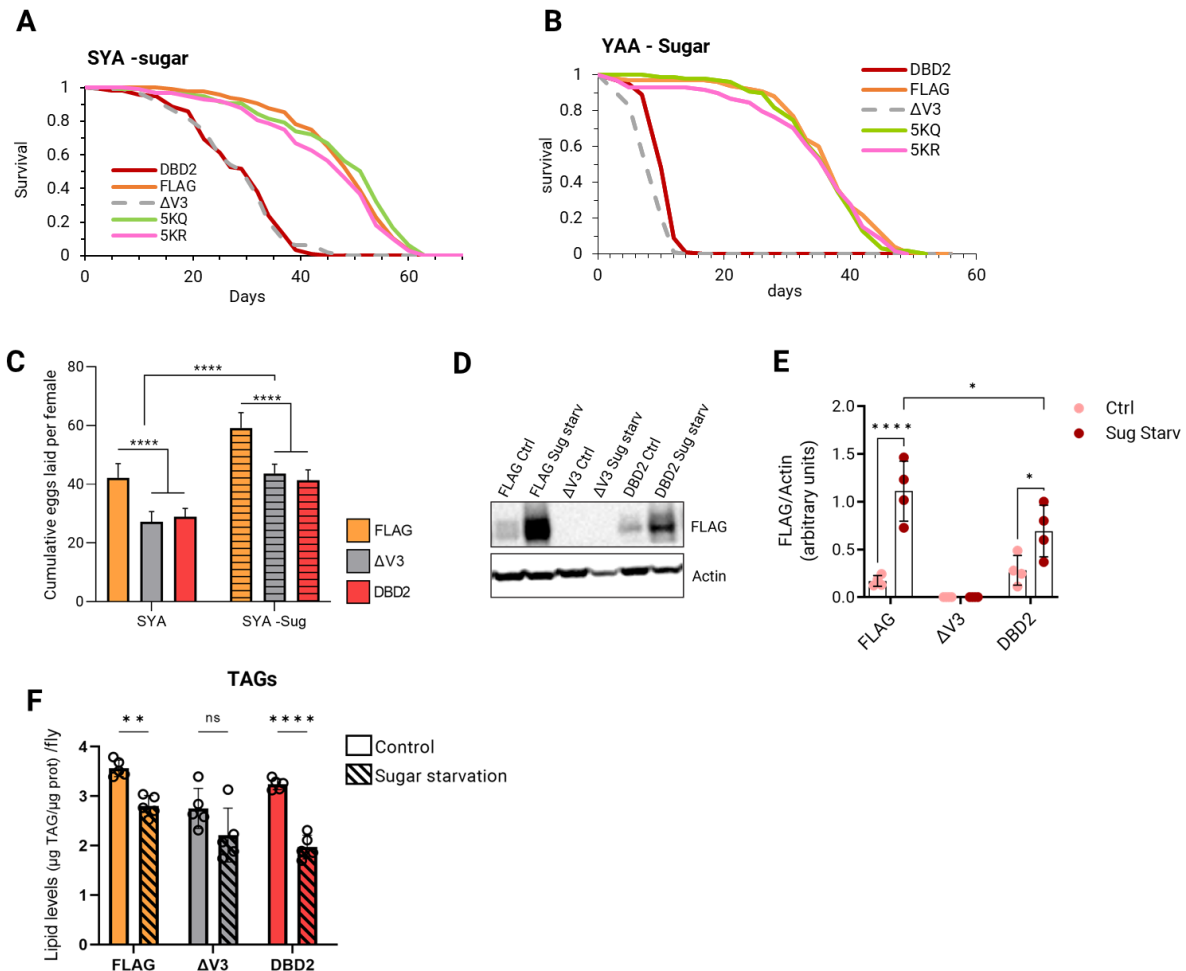 A
SYA -sugar
1
0.8
0.6
0.4
0.2
0
Survival
DBD2
FLAG
ΔV3
5KQ
5KR
0
20
40
60
Days
B
YAA - Sugar
1
0.8
0.6
0.4
0.2
0
survival
DBD2
FLAG
ΔV3
5KQ
5KR
0
20
40
60
days
C
Cumulative eggs laid per female
80
60
40
20
0
****
****
****
SYA
SYA -Sug
FLAG
ΔV3
DBD2
D
FLAG Ctrl
FLAG Sug starv
ΔV3 Ctrl
ΔV3 Sug starv
DBD2 Ctrl
DBD2 Sug starv
FLAG
Actin
E
FLAG/Actin
(arbitrary units)
2.0
1.5
1.0
0.5
0.0
*
****
*
FLAG
ΔV3
DBD2
Ctrl
Sug Starv
F
TAGs
Lipid levels (µg TAG/µg prot) /fly
4
3
2
1
0
**
ns
****
FLAG
ΔV3
DBD2
Control
Sugar starvation